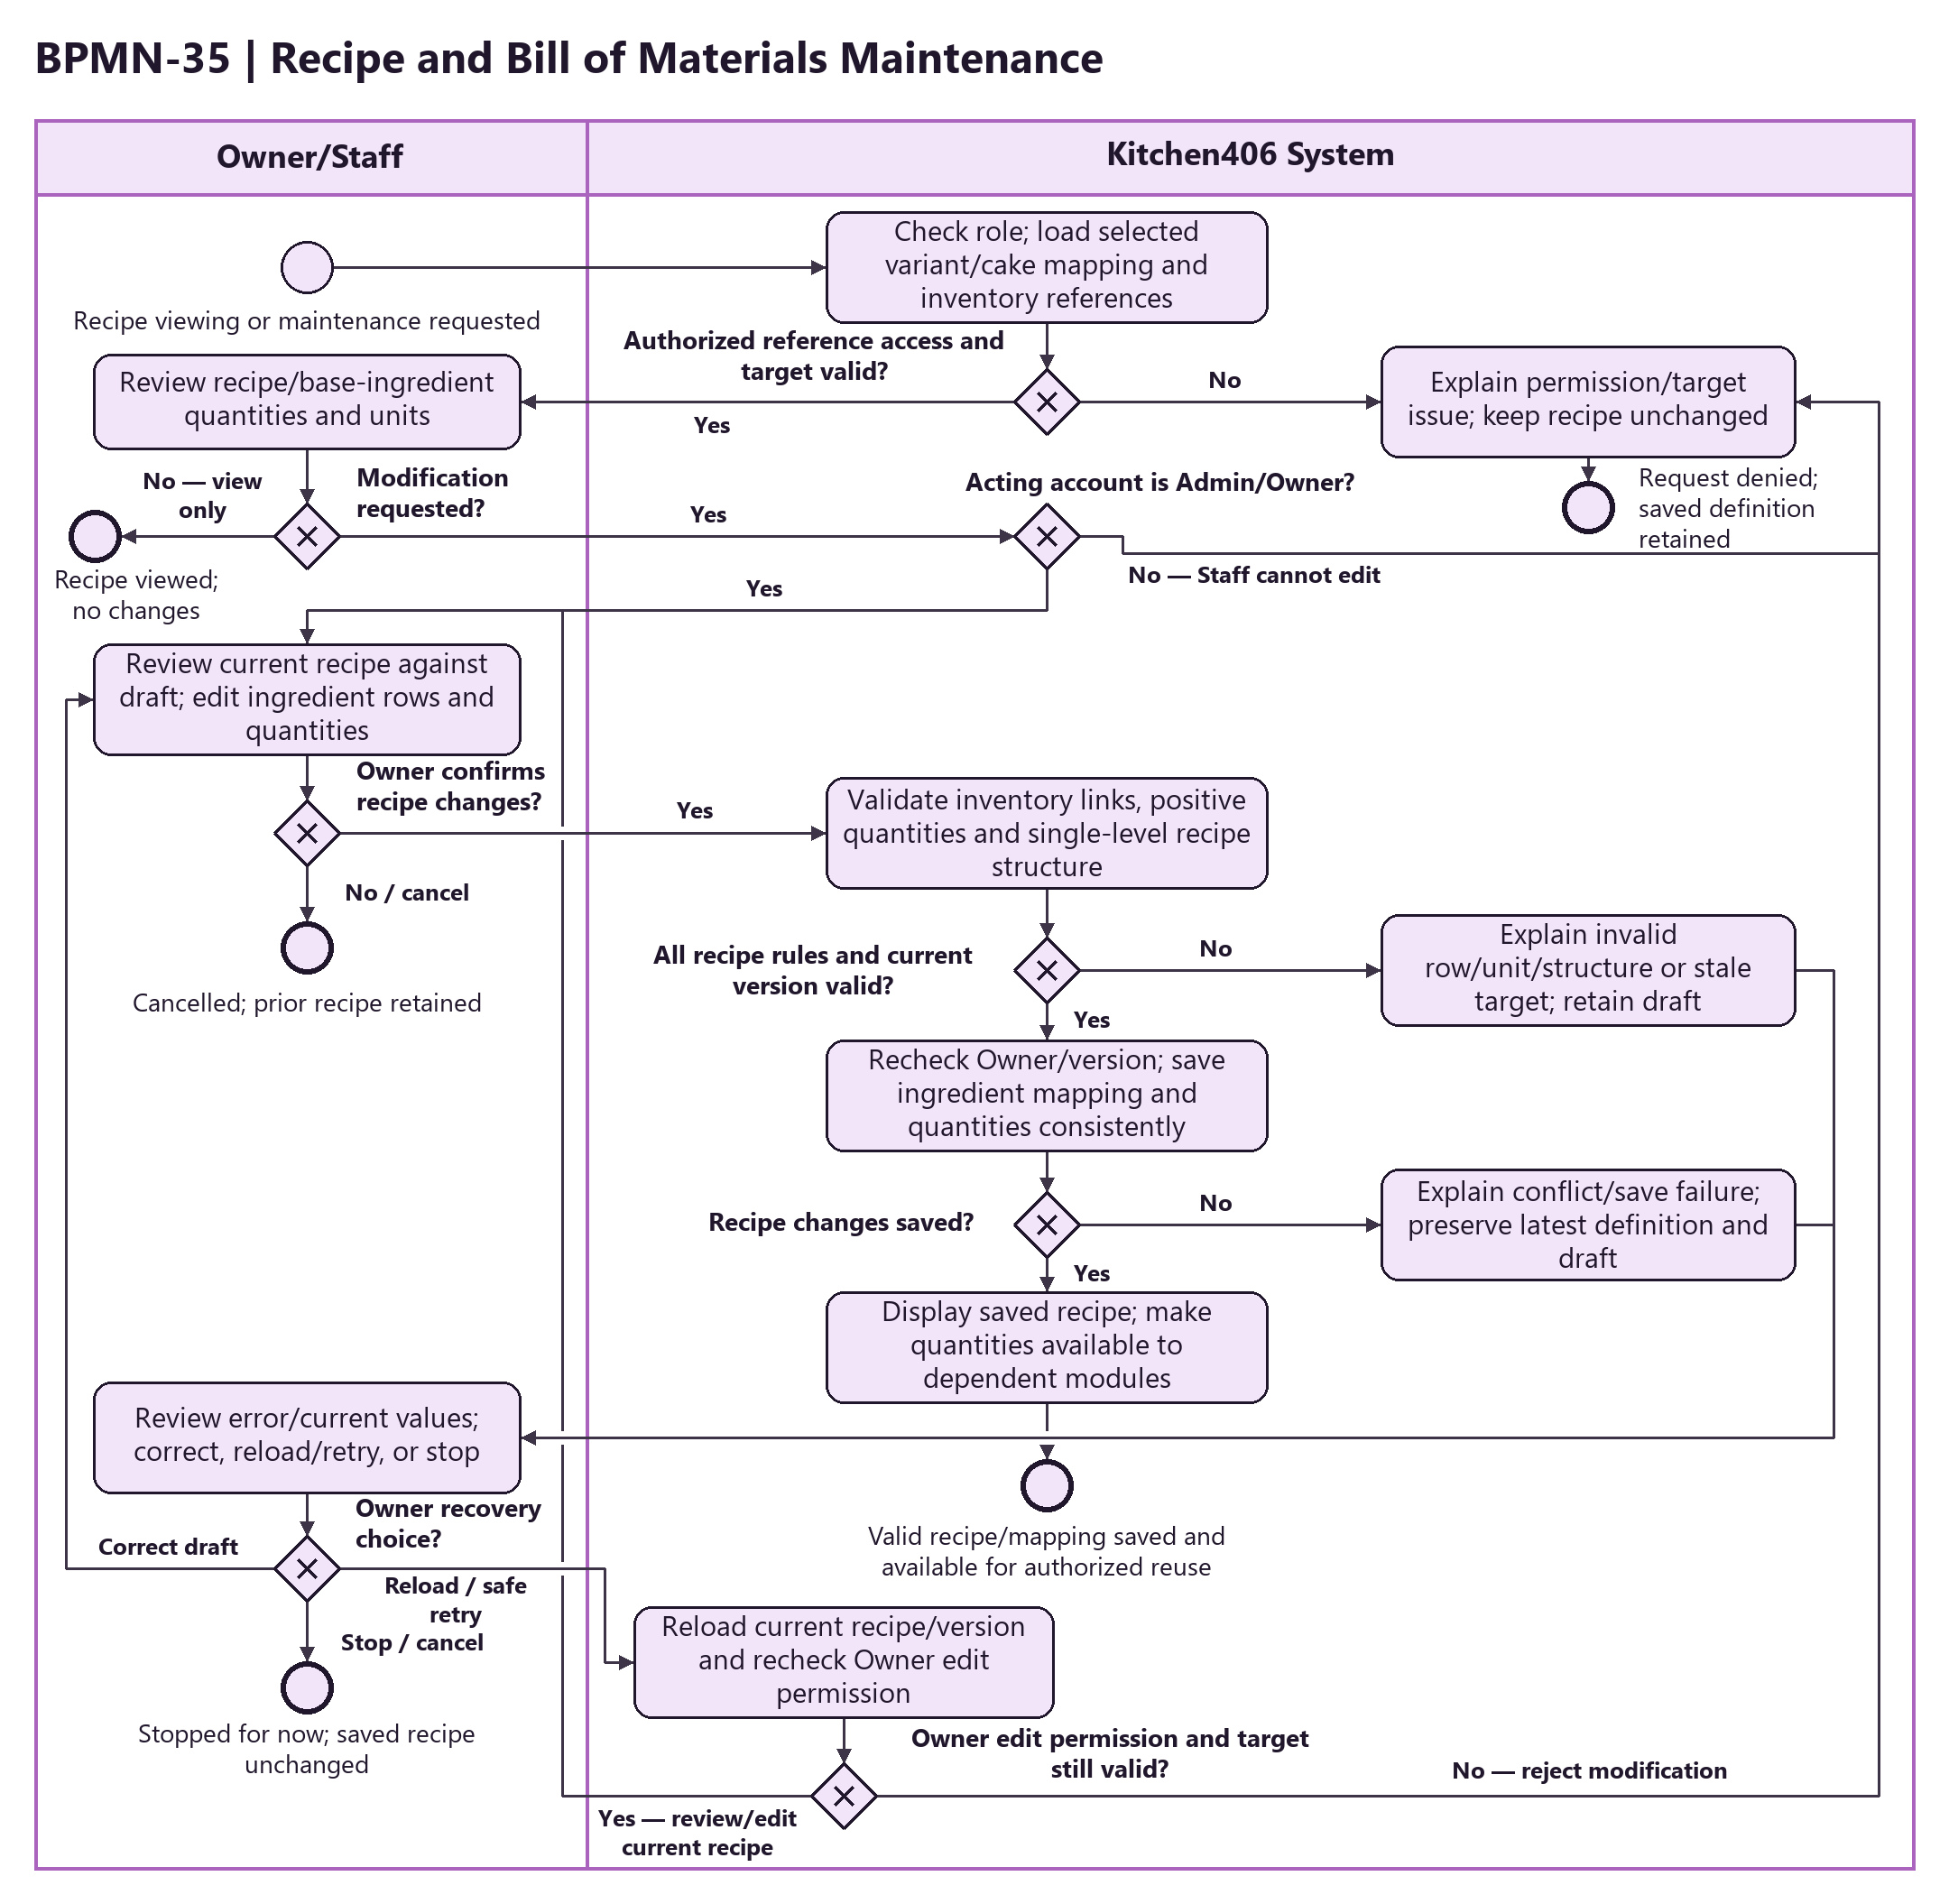 BPMN-35 | Recipe and Bill of Materials Maintenance
Owner/Staff
Kitchen406 System
Check role; load selected
variant/cake mapping and
inventory references
Recipe viewing or maintenance requested
Authorized reference access and
target valid?
Review recipe/base-ingredient
quantities and units
Yes
No
Explain permission/target
issue; keep recipe unchanged
No — view
only
Modification
requested?
Yes
Acting account is Admin/Owner?
Request denied;
saved definition
retained
Recipe viewed;
no changes
Yes
No — Staff cannot edit
Review current recipe against
draft; edit ingredient rows and
quantities
Owner confirms
recipe changes?
Yes
Validate inventory links, positive
quantities and single-level recipe
structure
No / cancel
Cancelled; prior recipe retained
All recipe rules and current
version valid?
No
Explain invalid
row/unit/structure or stale
target; retain draft
Yes
Recheck Owner/version; save
ingredient mapping and
quantities consistently
Recipe changes saved?
No
Explain conflict/save failure;
preserve latest definition and
draft
Yes
Display saved recipe; make
quantities available to
dependent modules
Review error/current values;
correct, reload/retry, or stop
Owner recovery
choice?
Correct draft
Valid recipe/mapping saved and
available for authorized reuse
Reload / safe
retry
Stop / cancel
Reload current recipe/version
and recheck Owner edit
permission
Stopped for now; saved recipe
unchanged
Owner edit permission and target
still valid?
No — reject modification
Yes — review/edit
current recipe